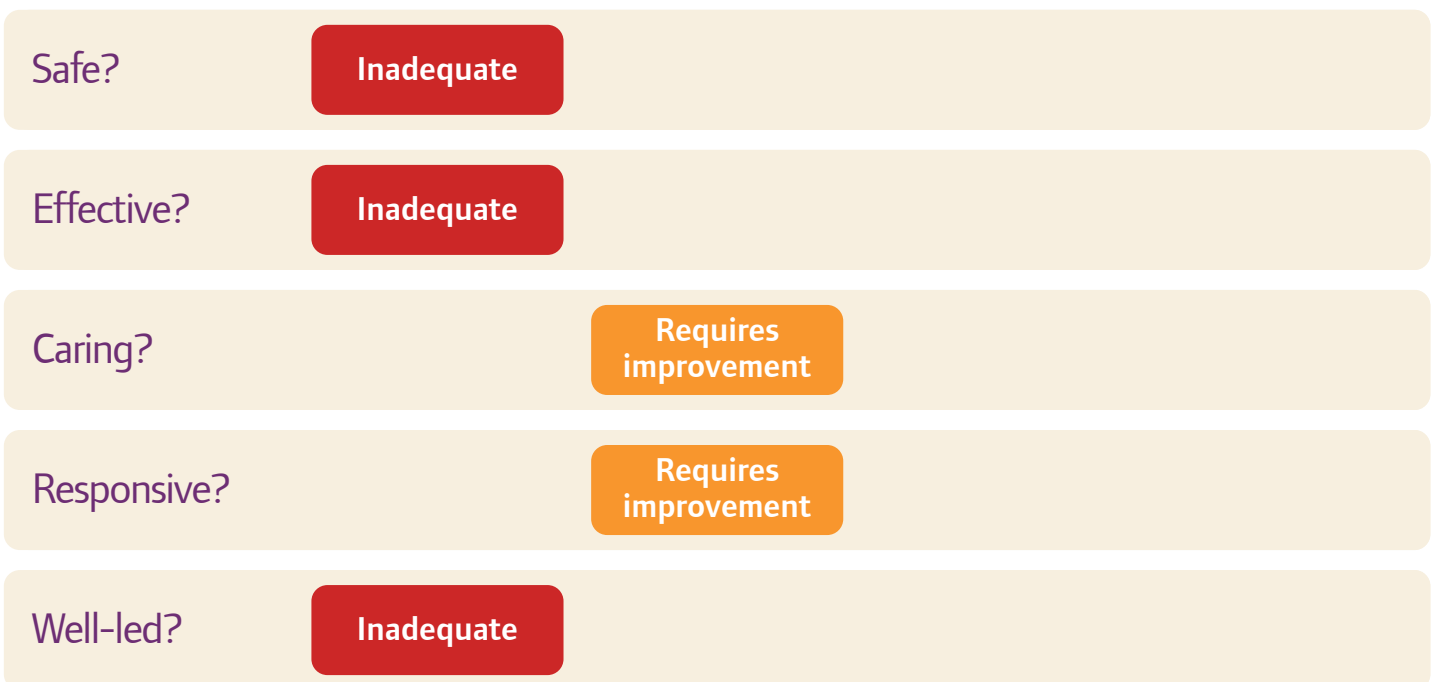 Safe?
Inadequate
Effective?
Inadequate
Caring?
Requires
improvement
Responsive?
Requires
improvement
Well-led?
Inadequate